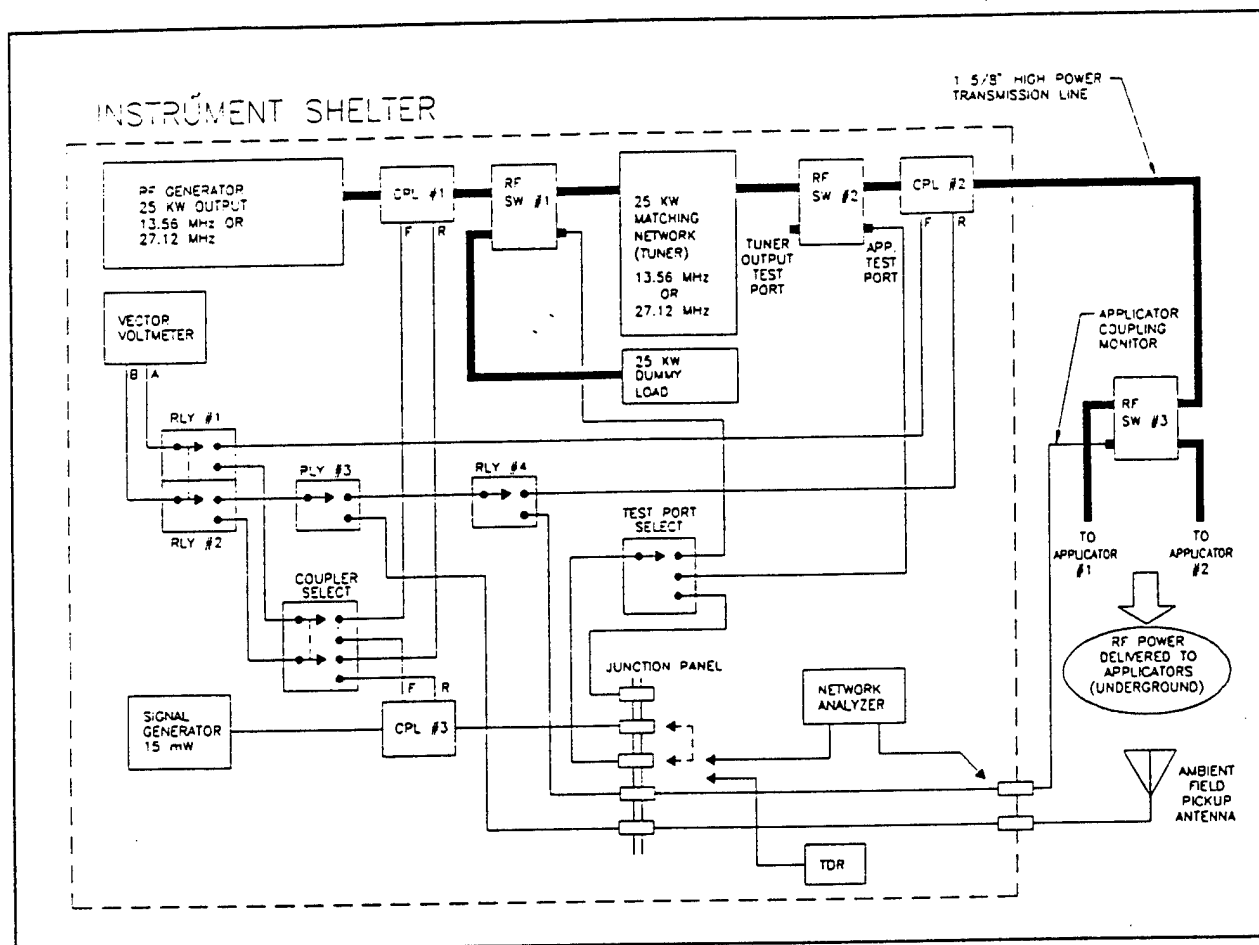 1 5/8" HIGH POWER
TRANSMISSION LINE
INSTRUMENT SHELTER
RF GENERATOR
25 KW OUTPUT
13.56 MHz OR
27.12 MHz
CPL #1
F R
RF
SW #1
25 KW
MATCHING
NETWORK
(TUNER)
13.56 MHz
OR
27.12 MHz
RF
SW #2
TUNER
OUTPUT
TEST
PORT
APP.
TEST
PORT
CPL #2
F R
VECTOR
VOLTMETER
B A
25 KW
DUMMY
LOAD
APPLICATOR
COUPLING
MONITOR
RF
SW #3
TO
APPLICATOR
#1
TO
APPLICATOR
#2
RLY #1
RLY #2
RLY #3
RLY #4
TEST PORT
SELECT
COUPLER
SELECT
F R
RF POWER
DELIVERED TO
APPLICATORS
(UNDERGROUND)
JUNCTION PANEL
NETWORK
ANALYZER
SIGNAL
GENERATOR
15 mW
CPL #3
AMBIENT
FIELD
PICKUP
ANTENNA
TDR